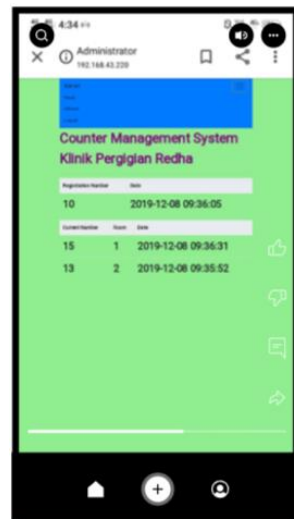 4:34
Administrator
192.168.43.220
Counter Management System
Klinik Pergigian Redha
Registration Number Date
10 2019-12-08 09:36:05
Current Number Room Date
15 1 2019-12-08 09:36:31
13 2 2019-12-08 09:35:52